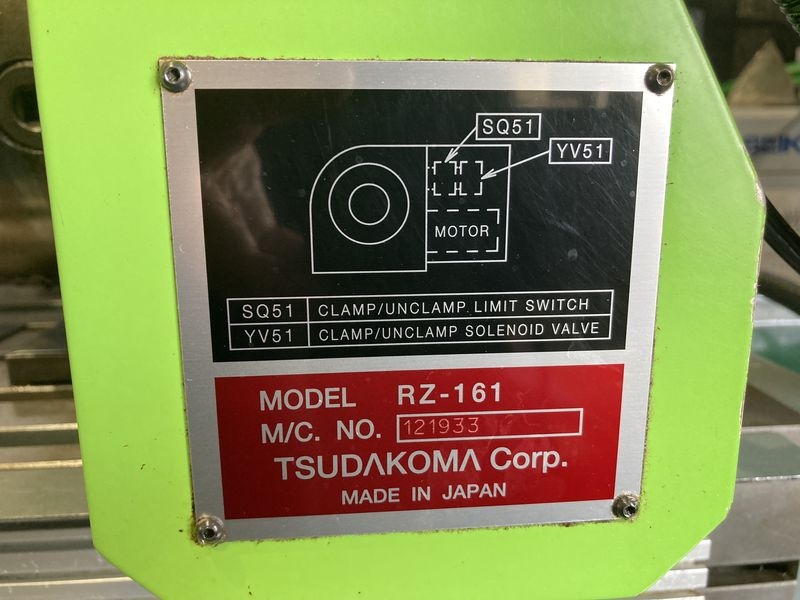 SQ51
YV51
MOTOR
SQ51 CLAMP/UNCLAMP LIMIT SWITCH
YV51 CLAMP/UNCLAMP SOLENOID VALVE
MODEL RZ-161
M/C. NO. 121933
TSUDAKOMA Corp.
MADE IN JAPAN